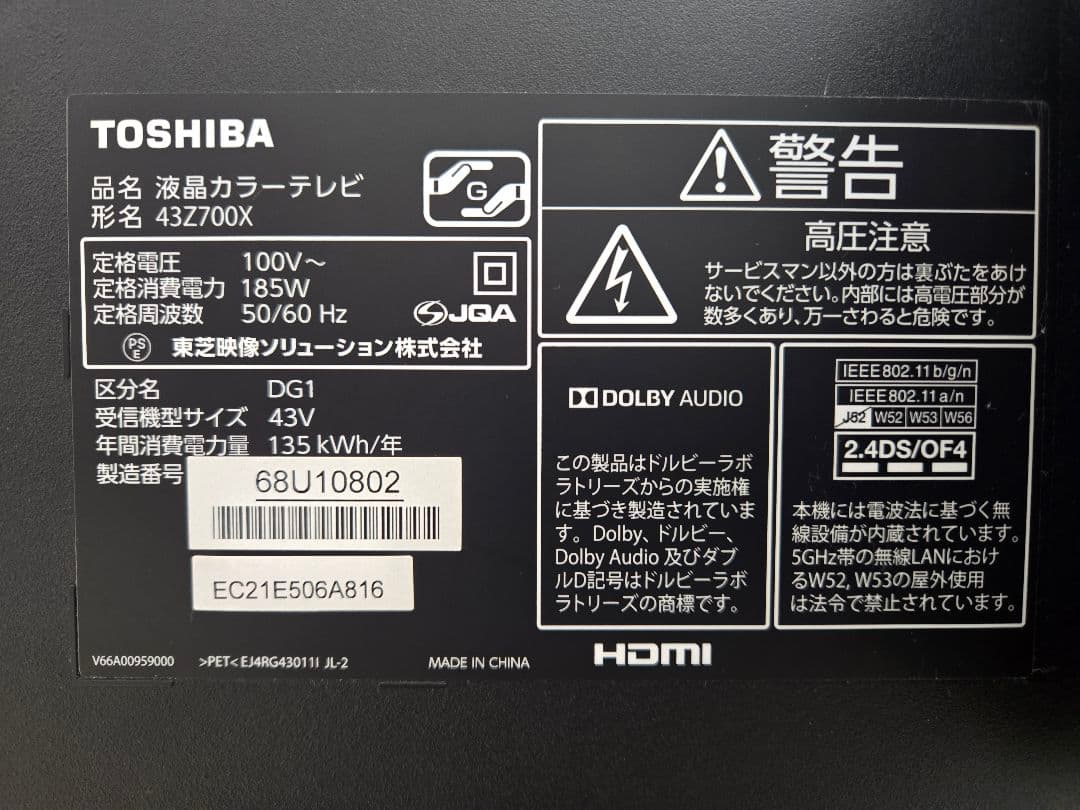 TOSHIBA
品名 液晶カラーテレビ
形名 43Z700X
G
定格電圧 100V～
定格消費電力 185W
定格周波数 50/60 Hz
JQA
PS
E
東芝映像ソリューション株式会社
区分名 DG1
受信機型サイズ 43V
年間消費電力量 135 kWh/年
製造番号
68U10802
EC21E506A816
V66A00959000 >PET< EJ4RG43011I JL-2 MADE IN CHINA
警告
高圧注意
サービスマン以外の方は裏ぶたをあけ
ないでください。内部には高電圧部分が
数多くあり、万一さわると危険です。
DOLBY AUDIO
この製品はドルビーラボ
ラトリーズからの実施権
に基づき製造されていま
す。Dolby、ドルビー、
Dolby Audio 及びダブ
ルD記号はドルビーラボ
ラトリーズの商標です。
IEEE802.11b/g/n
IEEE802.11a/n
J52 W52 W53 W56
2.4DS/OF4
本機には電波法に基づく無
線設備が内蔵されています。
5GHz帯の無線LANにおけ
るW52, W53の屋外使用
は法令で禁止されています。
HDMI